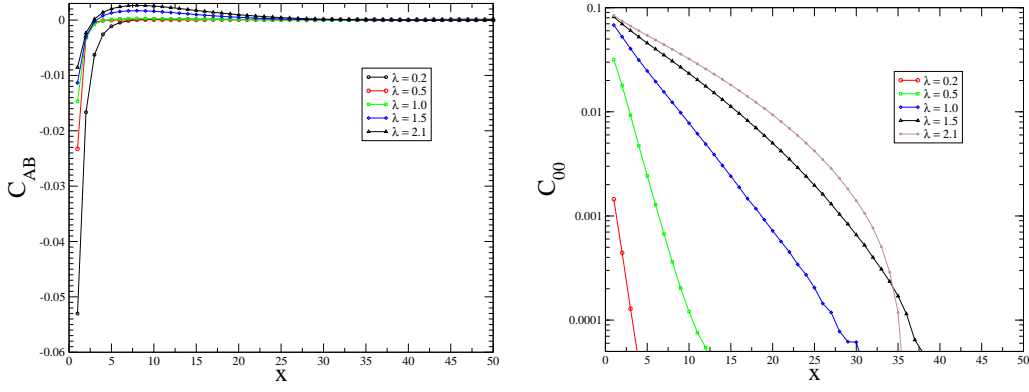 0
-0.01
-0.02
-0.03
-0.04
-0.05
-0.06
C_AB
0 5 10 15 20 25 30 35 40 45 50
x
λ = 0.2
λ = 0.5
λ = 1.0
λ = 1.5
λ = 2.1
0.1
0.01
0.001
0.0001
C_00
0 5 10 15 20 25 30 35 40 45 50
x
λ = 0.2
λ = 0.5
λ = 1.0
λ = 1.5
λ = 2.1